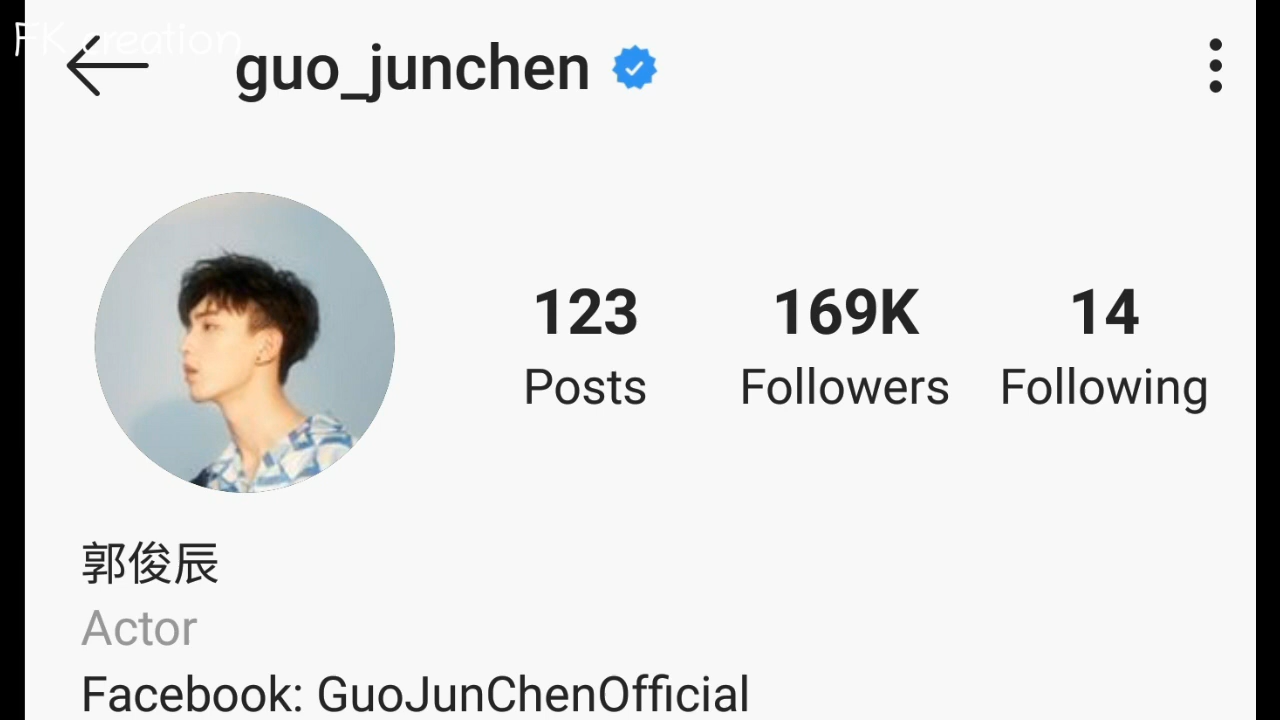 FK creation
guo_junchen
123 169K 14
Posts Followers Following
郭俊辰
Actor
Facebook: GuoJunChenOfficial